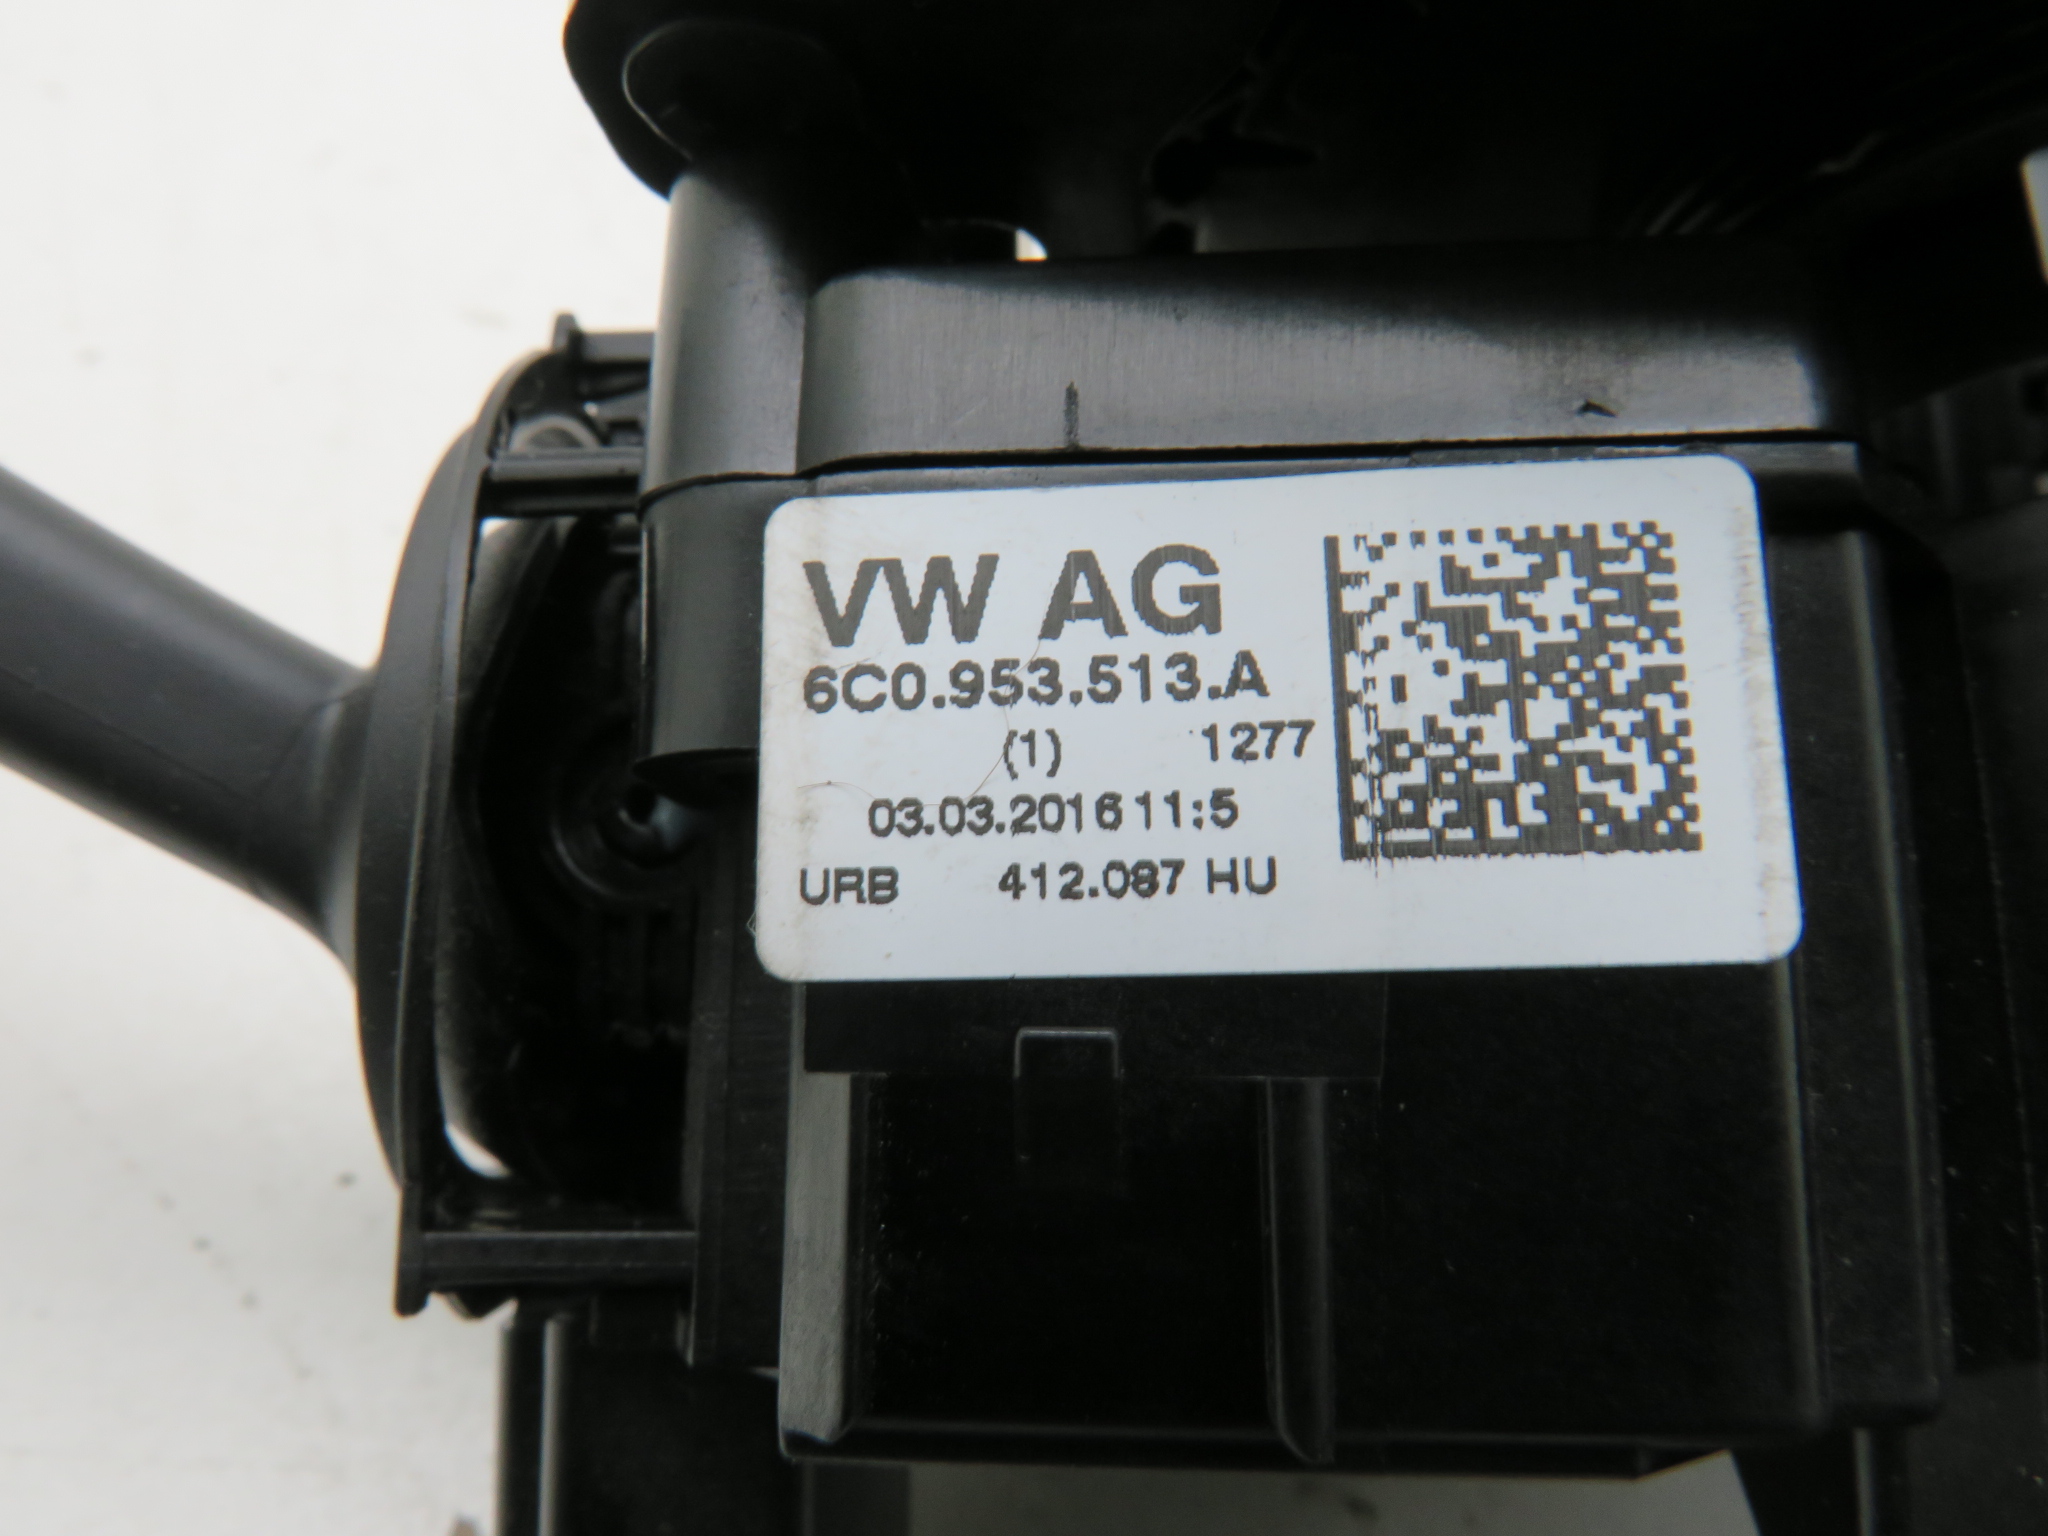 VW AG
6C0.953.513.A
(1) 1277
03.03.2016 11:5
URB 412.087 HU